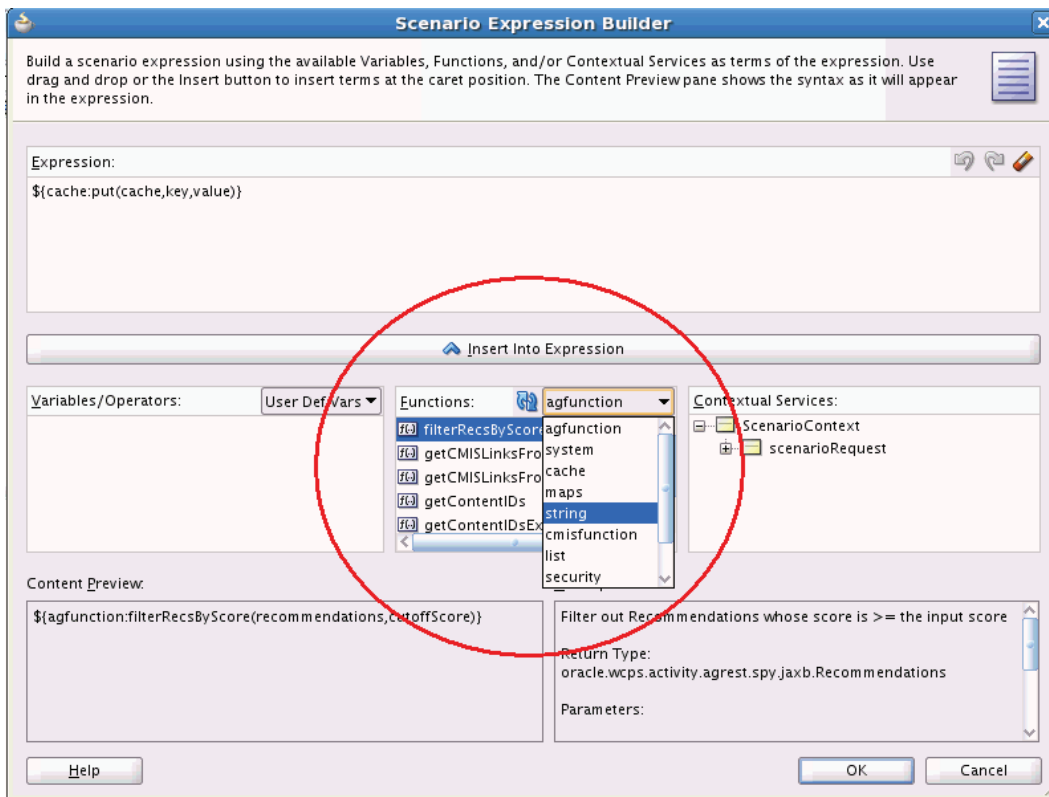 Scenario Expression Builder
Build a scenario expression using the available Variables, Functions, and/or Contextual Services as terms of the expression. Use
drag and drop or the Insert button to insert terms at the caret position. The Content Preview pane shows the syntax as it will appear
in the expression.
Expression:
${cache:put(cache,key,value)}
Insert Into Expression
Variables/Operators:
User Def Vars
Functions:
agfunction
Contextual Services:
filterRecsByScore
getCMISLinksFro
getCMISLinksFro
getContentIDs
getContentIDsEx
agfunction
system
cache
maps
string
cmisfunction
list
security
ScenarioContext
scenarioRequest
Content Preview:
${agfunction:filterRecsByScore(recommendations,cutoffScore)}
Filter out Recommendations whose score is >= the input score
Return Type:
oracle.wcps.activity.agrest.spy.jaxb.Recommendations
Parameters:
Help
OK
Cancel